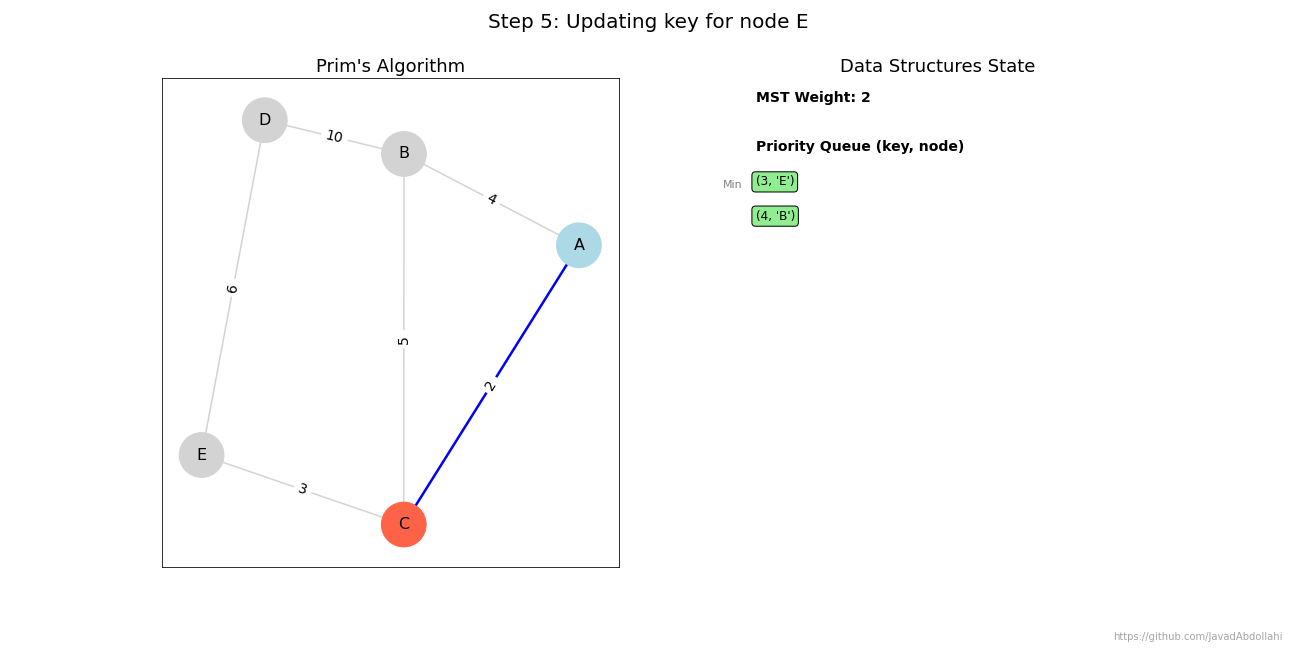 Step 5: Updating key for node E
Prim's Algorithm
D
10
B
4
A
6
5
2
E
3
C
Data Structures State
MST Weight: 2
Priority Queue (key, node)
Min
(3, 'E')
(4, 'B')
https://github.com/JavadAbdollahi